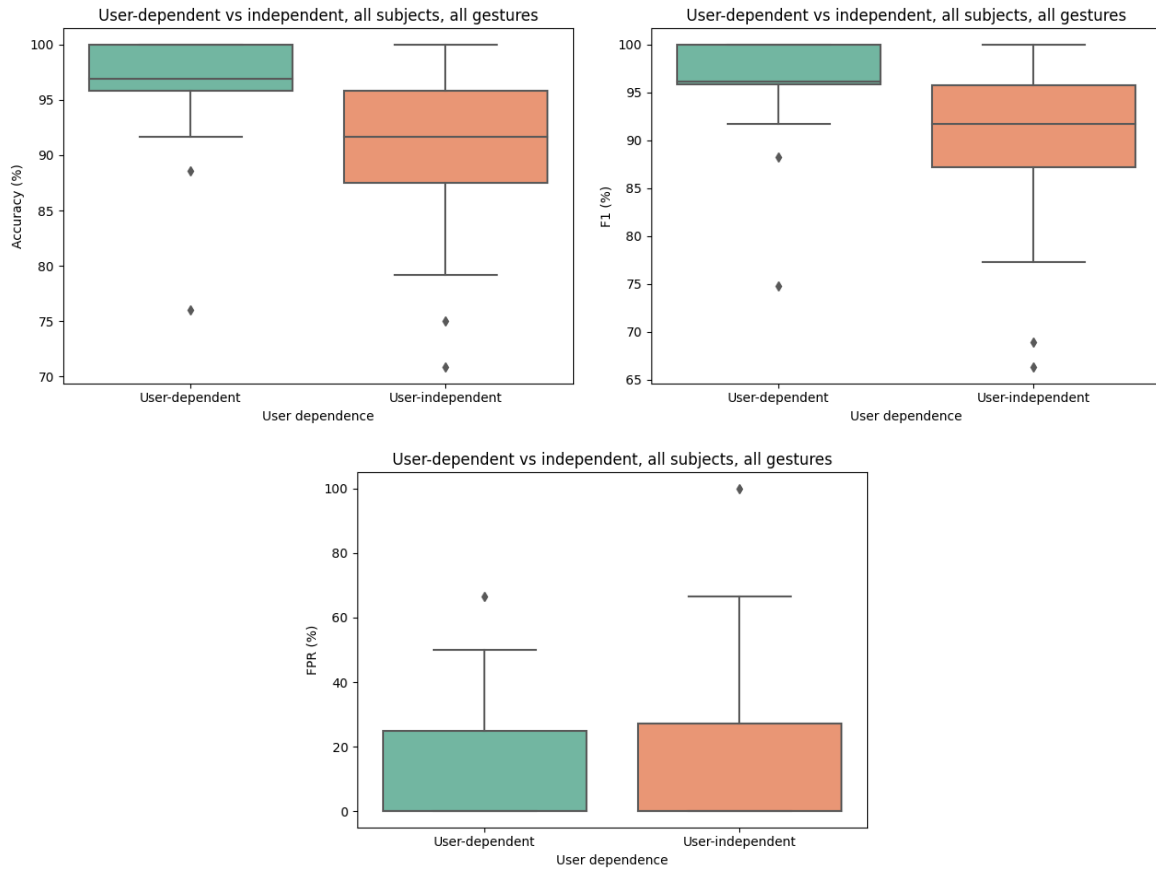 User-dependent vs independent, all subjects, all gestures
Accuracy (%)
100
95
90
85
80
75
70
User-dependent
User-independent
User dependence
User-dependent vs independent, all subjects, all gestures
F1 (%)
100
95
90
85
80
75
70
65
User-dependent
User-independent
User dependence
User-dependent vs independent, all subjects, all gestures
FPR (%)
100
80
60
40
20
0
User-dependent
User-independent
User dependence